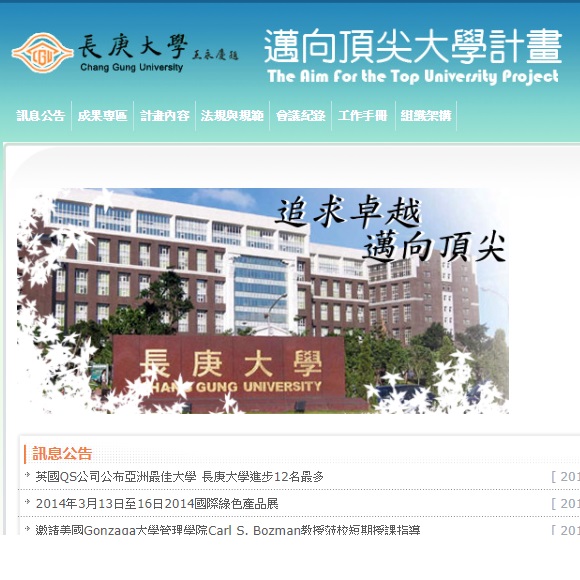 長庚大學 王永慶題
Chang Gung University
CGU
邁向頂尖大學計畫
The Aim For the Top University Project
訊息公告 成果專區 計畫內容 法規與規範 會議紀錄 工作手冊 組織架構
追求卓越
邁向頂尖
長庚大學
CHANG GUNG UNIVERSITY
訊息公告
英國QS公司公布亞洲最佳大學 長庚大學進步12名最多 [ 201
2014年3月13日至16日2014國際綠色產品展 [ 201
邀請美國Gonzaga大學管理學院Carl S. Bozman教授蒞校短期授課指導 [ 201